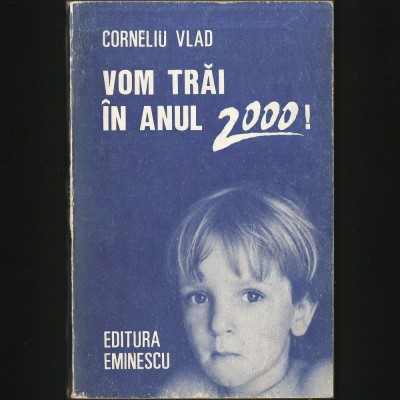 CORNELIU VLAD
VOM TRĂI
ÎN ANUL 2000!
EDITURA
EMINESCU